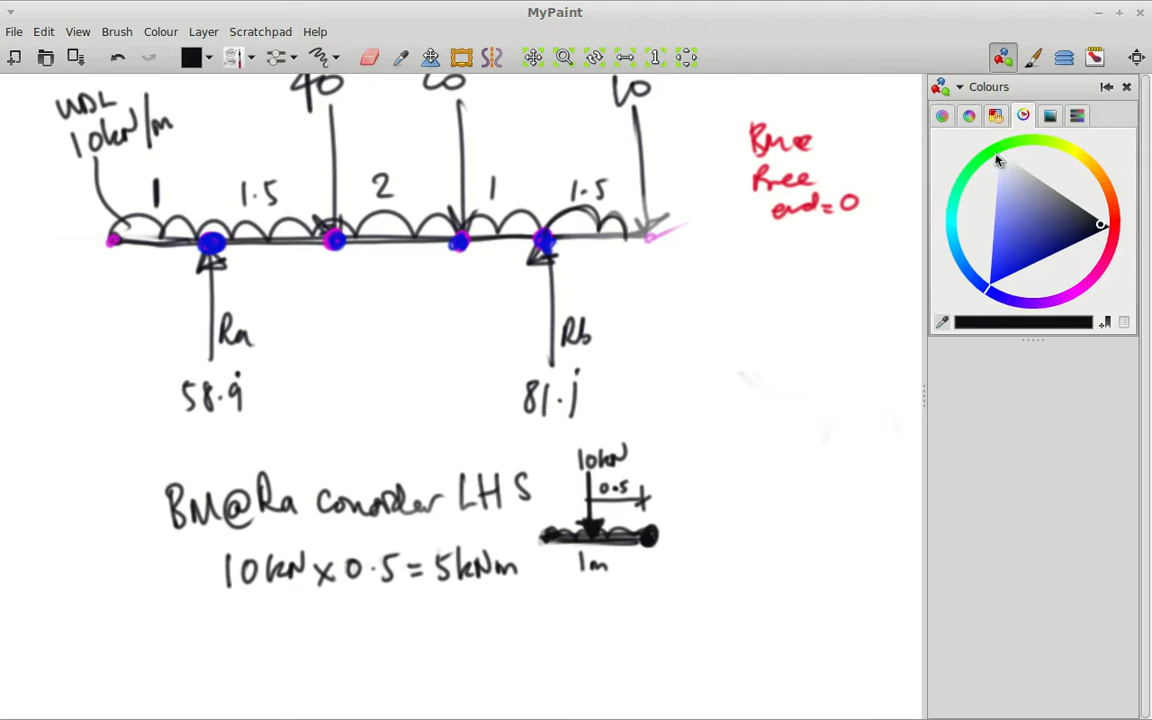 MyPaint
File Edit View Brush Colour Layer Scratchpad Help
Colours
UDL
10kN/m
40
20
10
1
1.5
2
1
1.5
BM@
Free
end=0
Ra
Rb
58.9
81.1
BM@Ra consider LHS
10kN
0.5
1m
10kN x 0.5 = 5kNm